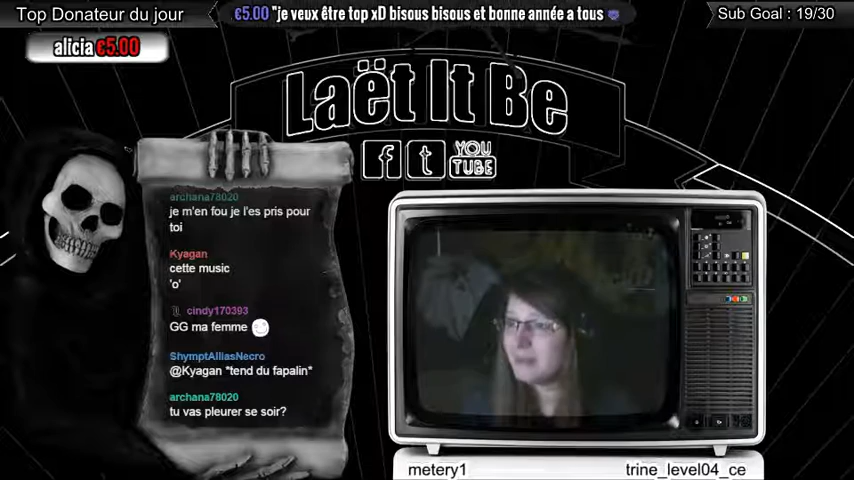 Top Donateur du jour
€5.00 "je veux être top xD bisous bisous et bonne année a tous
Sub Goal : 19/30
alicia €5.00
Laët It Be
f t YOU TUBE
archana78020
je m'en fou je l'es pris pour
toi
Kyagan
cette music
'o'
cindy170393
GG ma femme
ShymptAlliasNecro
@Kyagan *tend du fapalin*
archana78020
tu vas pleurer se soir?
metery1
trine_level04_ce